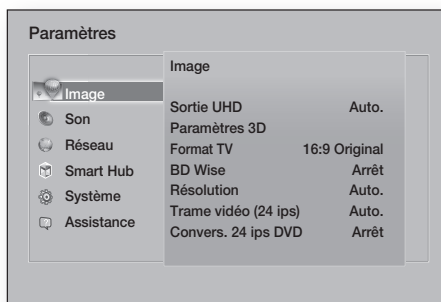 Paramètres
Image
Son
Réseau
Smart Hub
Système
Assistance
Image
Sortie UHD Auto.
Paramètres 3D
Format TV 16:9 Original
BD Wise Arrêt
Résolution Auto.
Trame vidéo (24 ips) Auto.
Convers. 24 ips DVD Arrêt